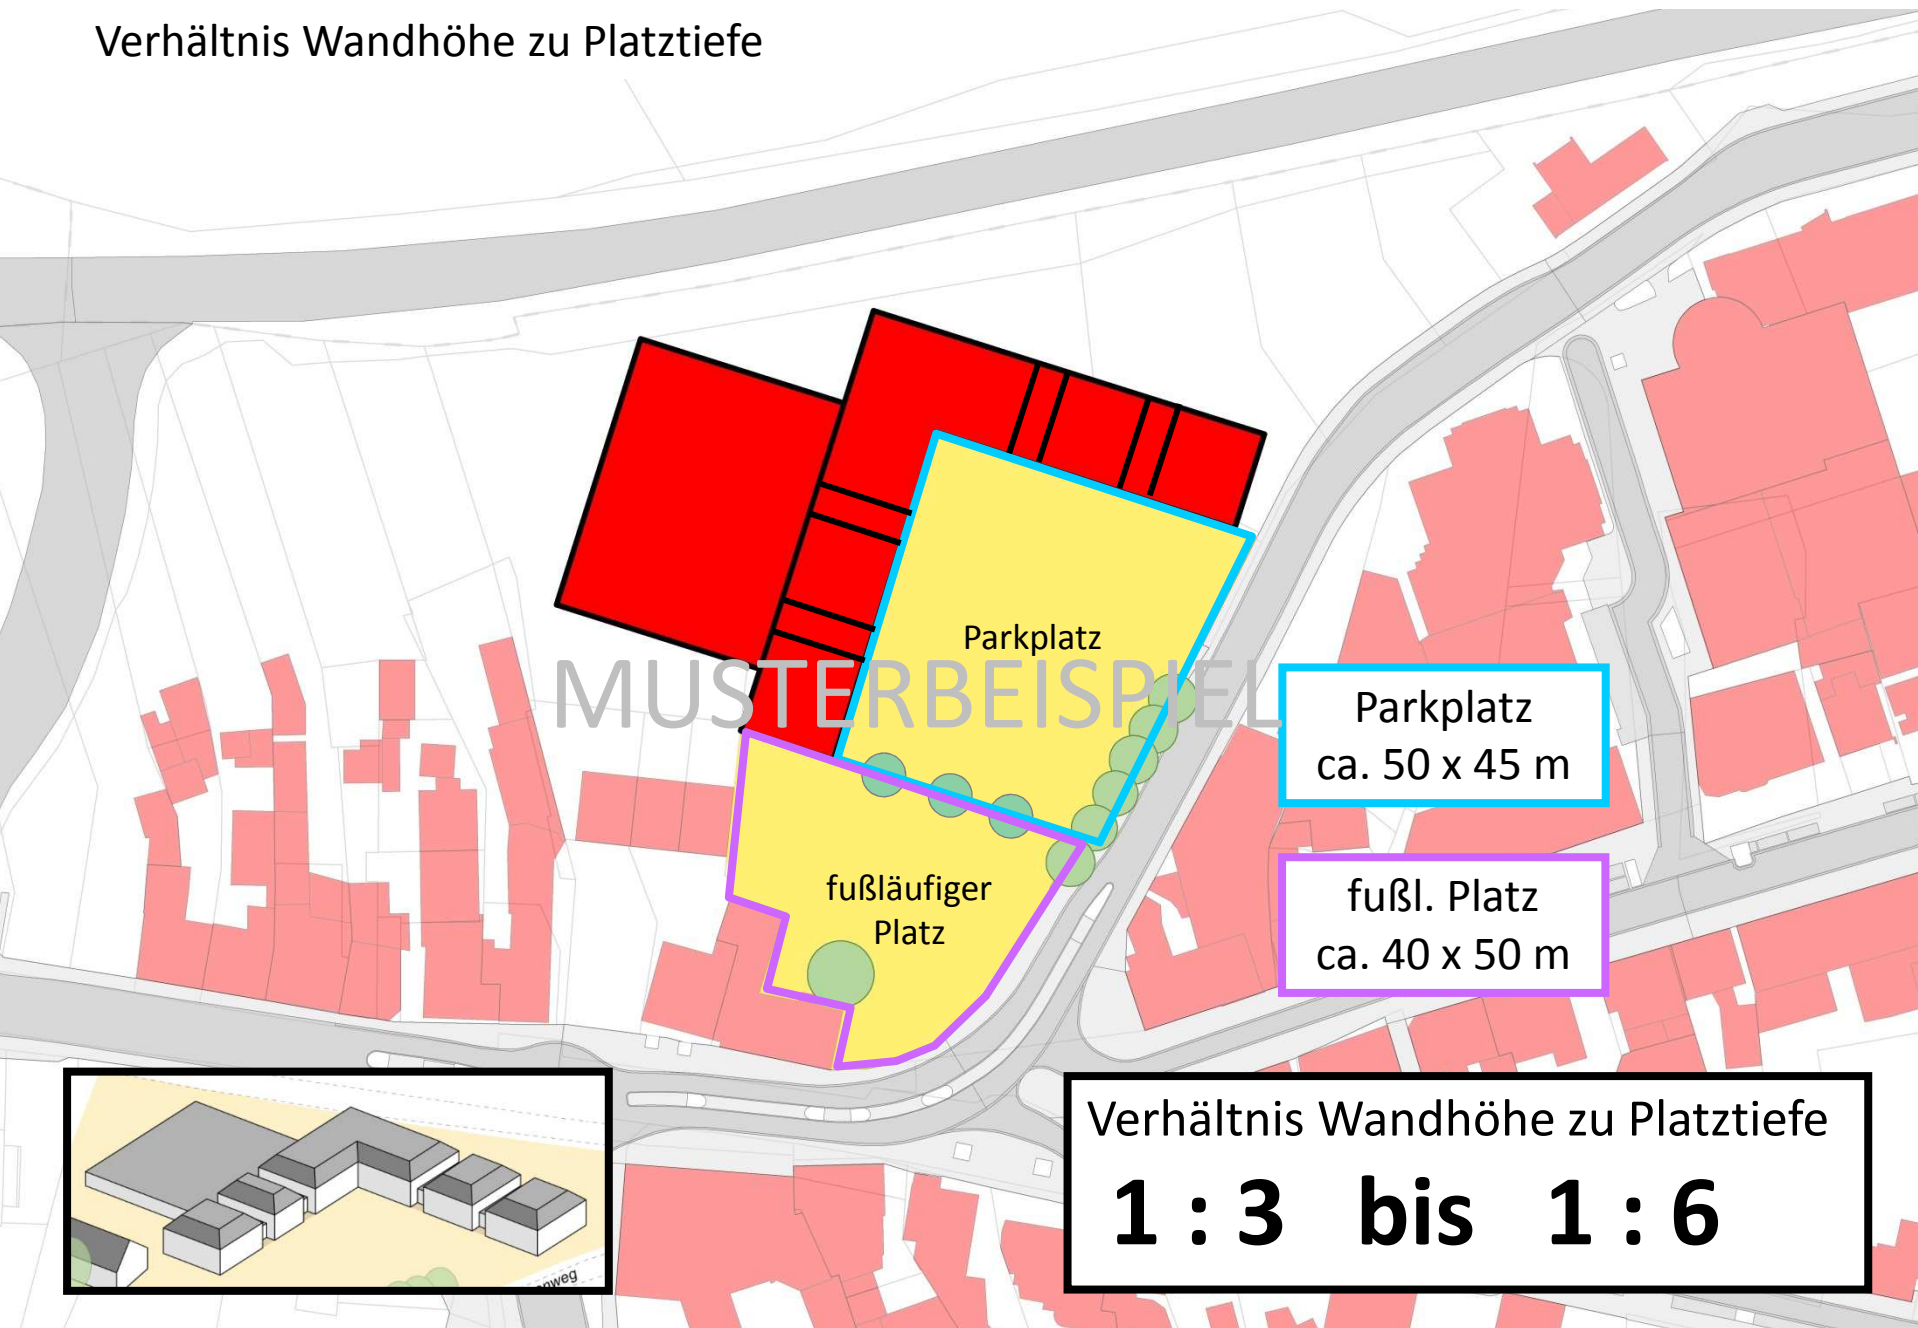 Verhältnis Wandhöhe zu Platztiefe
Parkplatz
MUSTERBEISPIEL
Parkplatz
ca. 50 x 45 m
fußläufiger
Platz
fußl. Platz
ca. 40 x 50 m
Verhältnis Wandhöhe zu Platztiefe
1 : 3 bis 1 : 6